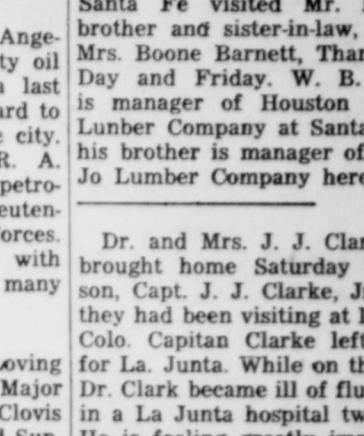 Ange-
ty oil
last
ard to
city.
R. A.
petro-
euten-
orces.
with
many
oving
Major
Clovis
Santa Fe visited Mr.
brother and sister-in-law,
Mrs. Boone Barnett, Than
Day and Friday. W. B.
is manager of Houston
Lunber Company at Santa
his brother is manager of
Jo Lumber Company here
Dr. and Mrs. J. J. Clar
brought home Saturday
son, Capt. J. J. Clarke, J
they had been visiting at
Colo. Capitan Clarke left
for La. Junta. While on th
Dr. Clark became ill of flu
in a La Junta hospital tw